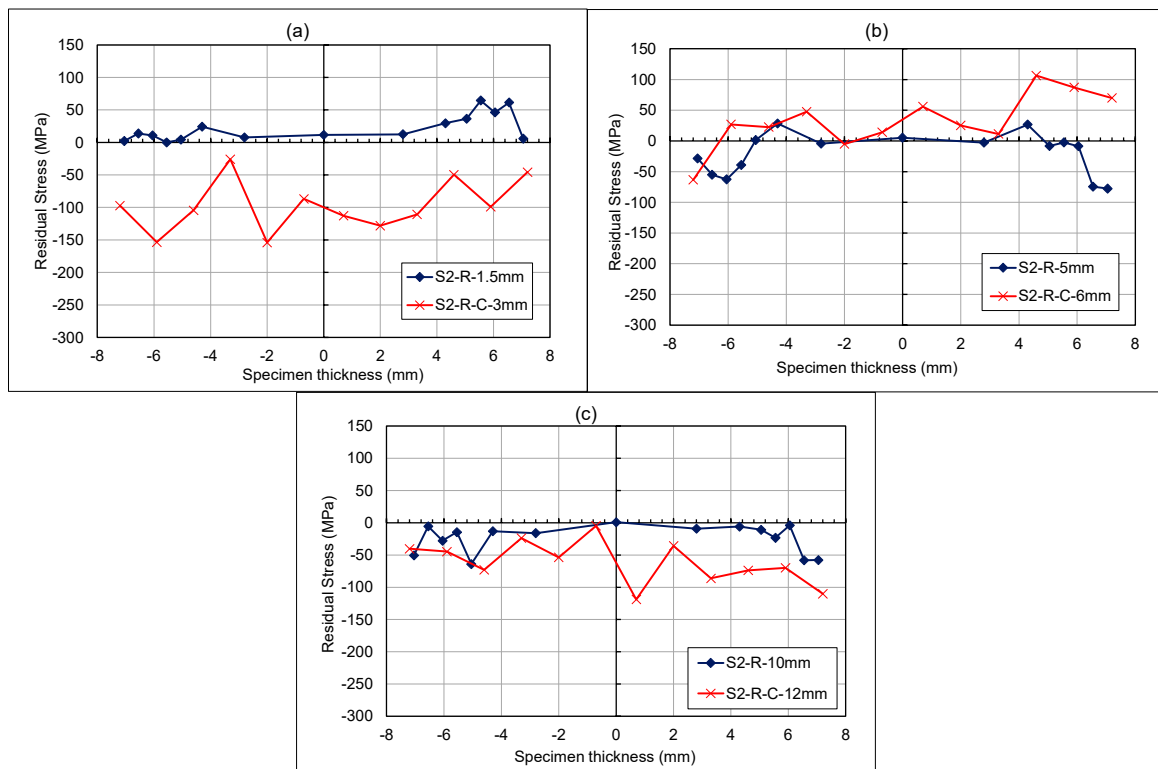 (a)
150
100
50
0
-50
-100
-150
-200
-250
-300
-8 -6 -4 -2 0 2 4 6 8
Residual Stress (MPa)
Specimen thickness (mm)
S2-R-1.5mm
S2-R-C-3mm
(b)
150
100
50
0
-50
-100
-150
-200
-250
-300
-8 -6 -4 -2 0 2 4 6 8
Residual Stress (MPa)
Specimen thickness (mm)
S2-R-5mm
S2-R-C-6mm
(c)
150
100
50
0
-50
-100
-150
-200
-250
-300
-8 -6 -4 -2 0 2 4 6 8
Residual Stress (MPa)
Specimen thickness (mm)
S2-R-10mm
S2-R-C-12mm